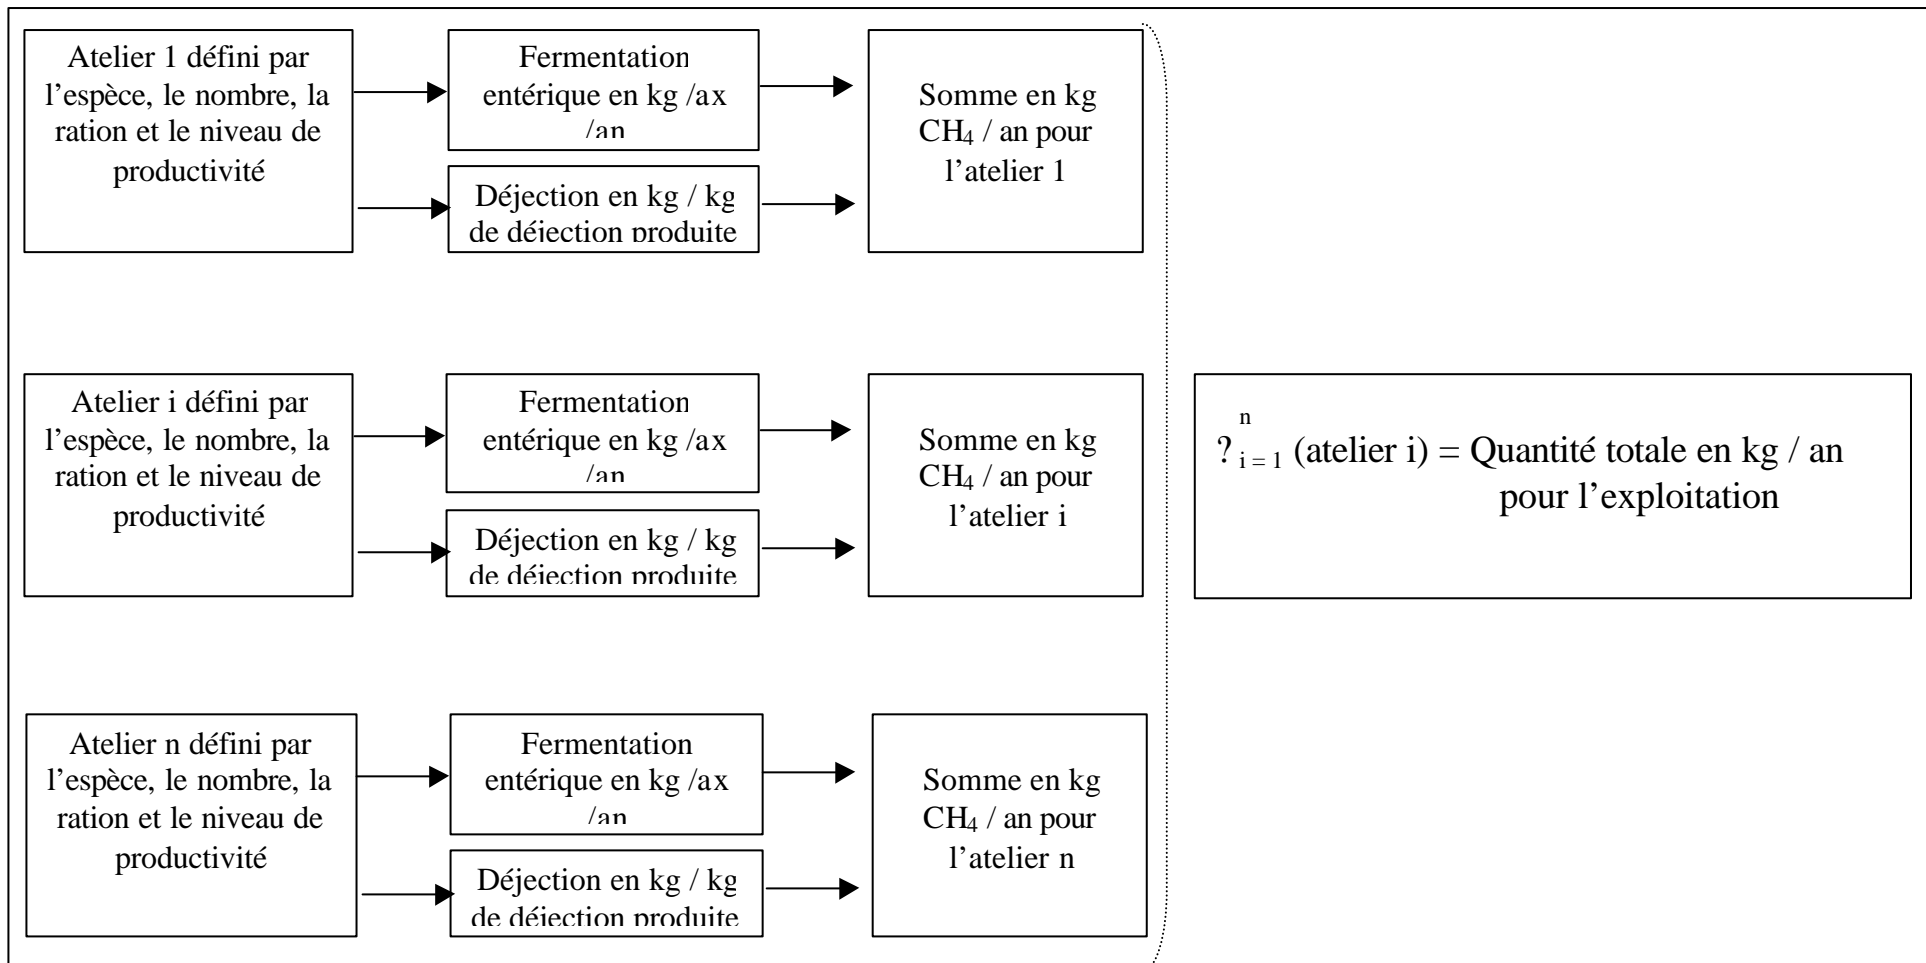 Atelier 1 défini par
l’espèce, le nombre, la
ration et le niveau de
productivité
Fermentation
entérique en kg /ax
/an
Déjection en kg / kg
de déjection produite
Somme en kg
CH₄ / an pour
l’atelier 1
Atelier i défini par
l’espèce, le nombre, la
ration et le niveau de
productivité
Fermentation
entérique en kg /ax
/an
Déjection en kg / kg
de déjection produite
Somme en kg
CH₄ / an pour
l’atelier i
n
? i = 1 (atelier i) = Quantité totale en kg / an
pour l’exploitation
Atelier n défini par
l’espèce, le nombre, la
ration et le niveau de
productivité
Fermentation
entérique en kg /ax
/an
Déjection en kg / kg
de déjection produite
Somme en kg
CH₄ / an pour
l’atelier n